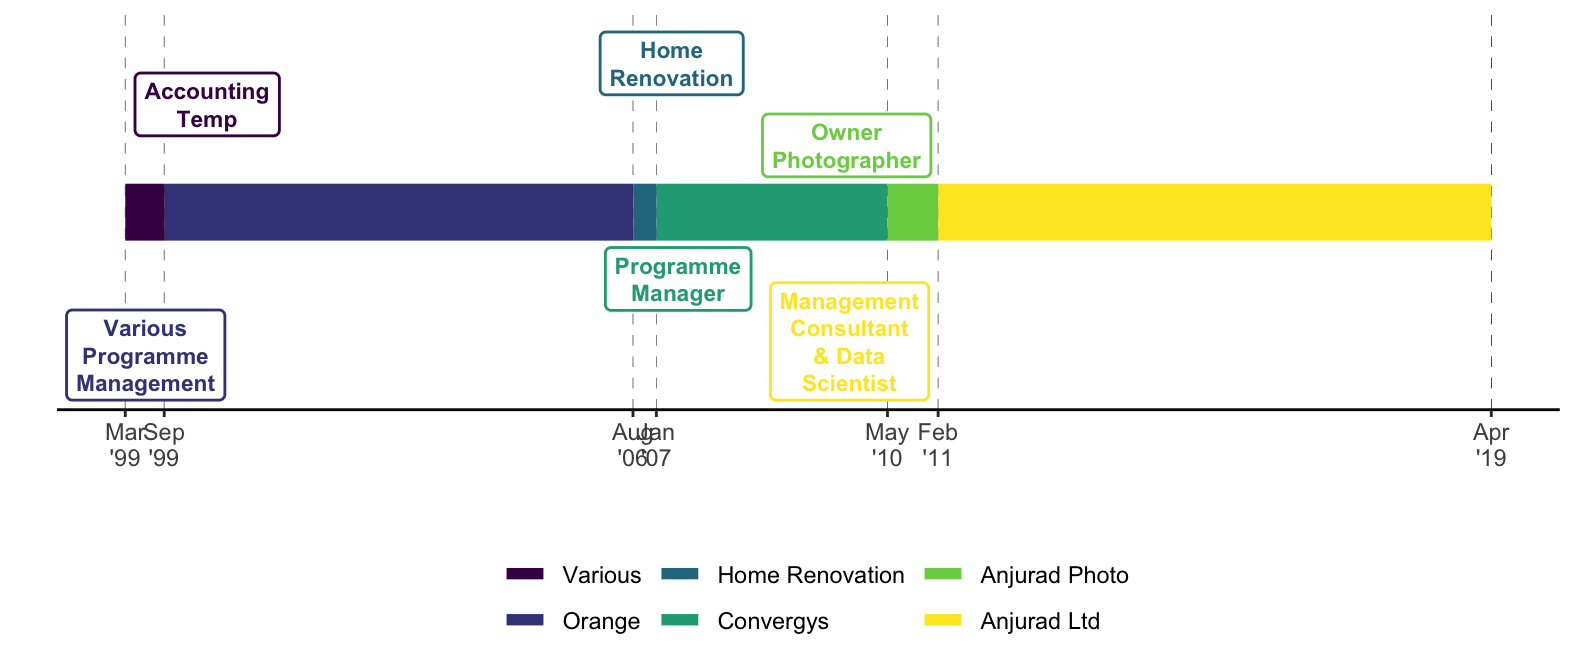 Home
Renovation
Accounting
Temp
Owner
Photographer
Programme
Manager
Management
Consultant
& Data
Scientist
Various
Programme
Management
Mar Sep Aug Jan May Feb Apr
'99 '99 '06 '07 '10 '11 '19
Various Home Renovation Anjurad Photo
Orange Convergys Anjurad Ltd